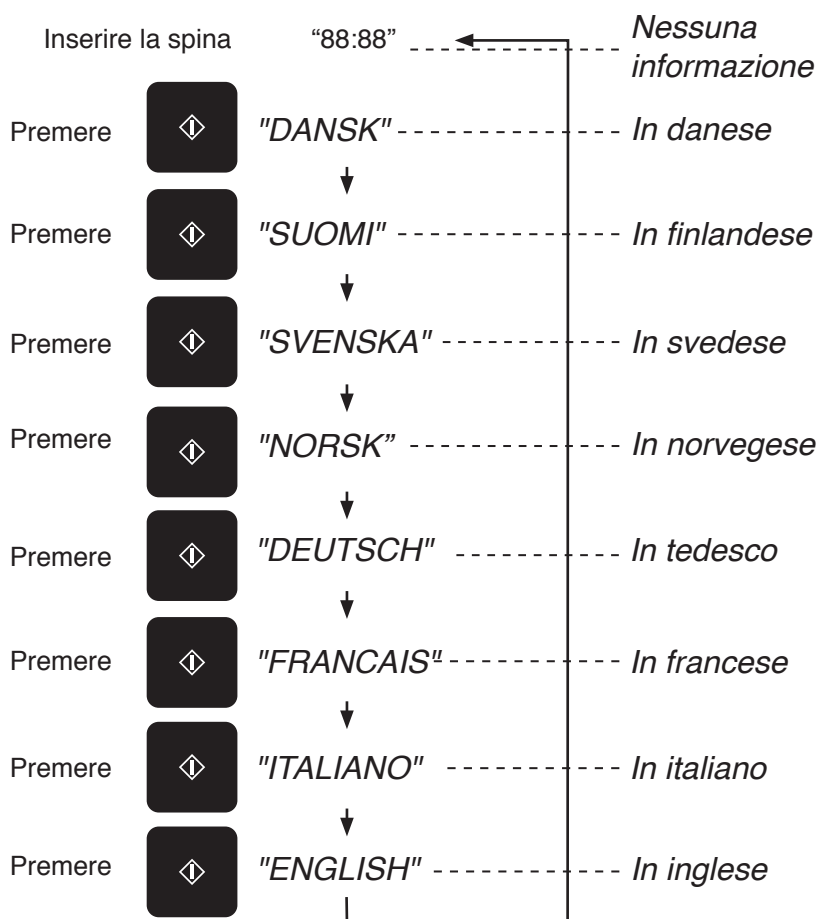 Inserire la spina “88:88” Nessuna
informazione
Premere "DANSK" In danese
Premere "SUOMI" In finlandese
Premere "SVENSKA" In svedese
Premere "NORSK” In norvegese
Premere "DEUTSCH" In tedesco
Premere "FRANCAIS" In francese
Premere "ITALIANO" In italiano
Premere "ENGLISH" In inglese